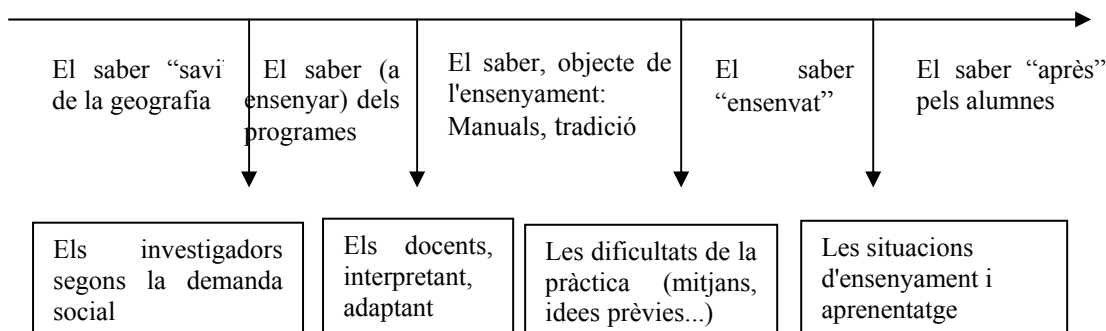 El saber “savi
de la geografia
El saber (a
ensenyar) dels
programes
El saber, objecte de
l'ensenyament:
Manuals, tradició
El saber
“ensenyat”
El saber “après”
pels alumnes
Els investigadors
segons la demanda
social
Els docents,
interpretant,
adaptant
Les dificultats de la
pràctica (mitjans,
idees prèvies...)
Les situacions
d'ensenyament i
aprenentatge